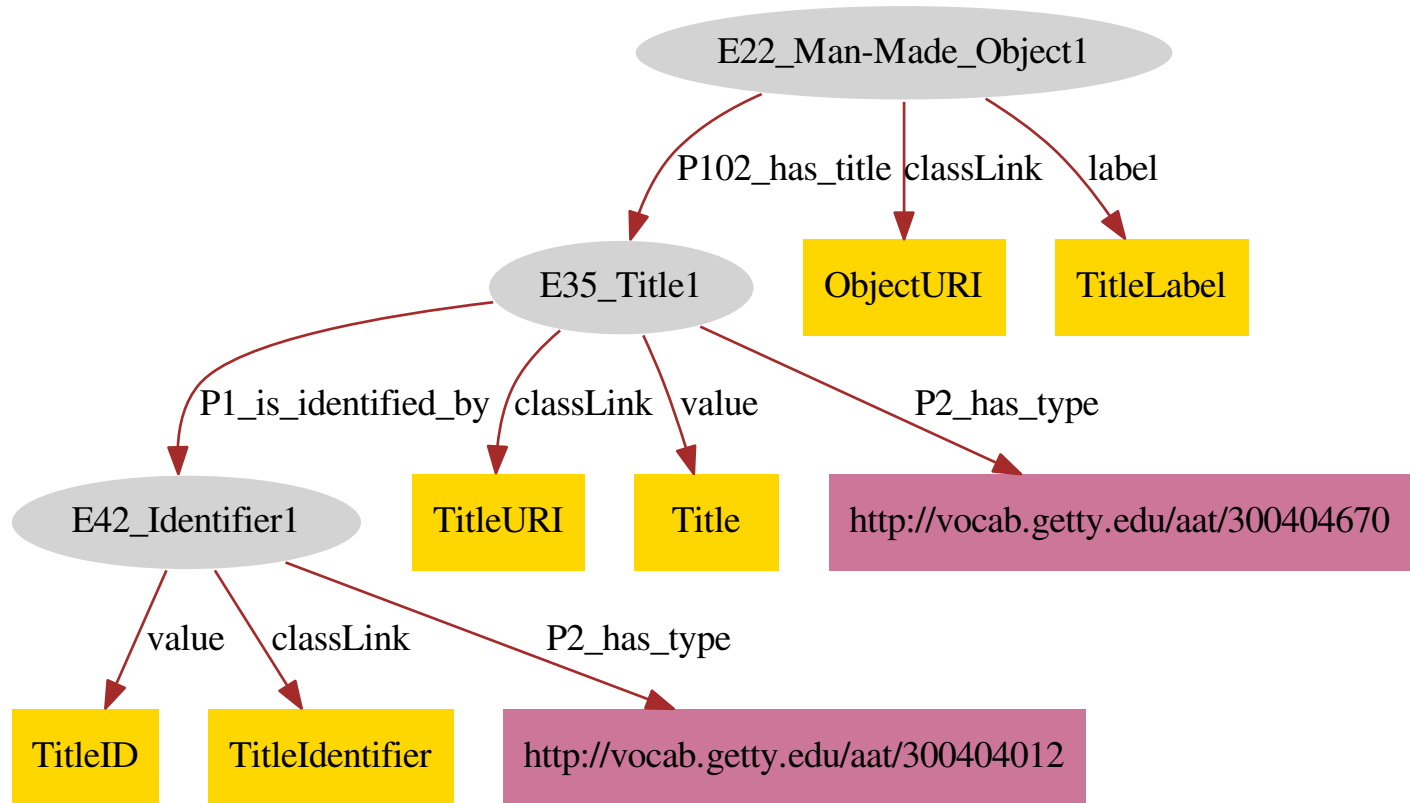 E22_Man-Made_Object1
P102_has_title
classLink
label
E35_Title1
ObjectURI
TitleLabel
P1_is_identified_by
classLink
value
P2_has_type
E42_Identifier1
TitleURI
Title
http://vocab.getty.edu/aat/300404670
value
classLink
P2_has_type
TitleID
TitleIdentifier
http://vocab.getty.edu/aat/300404012